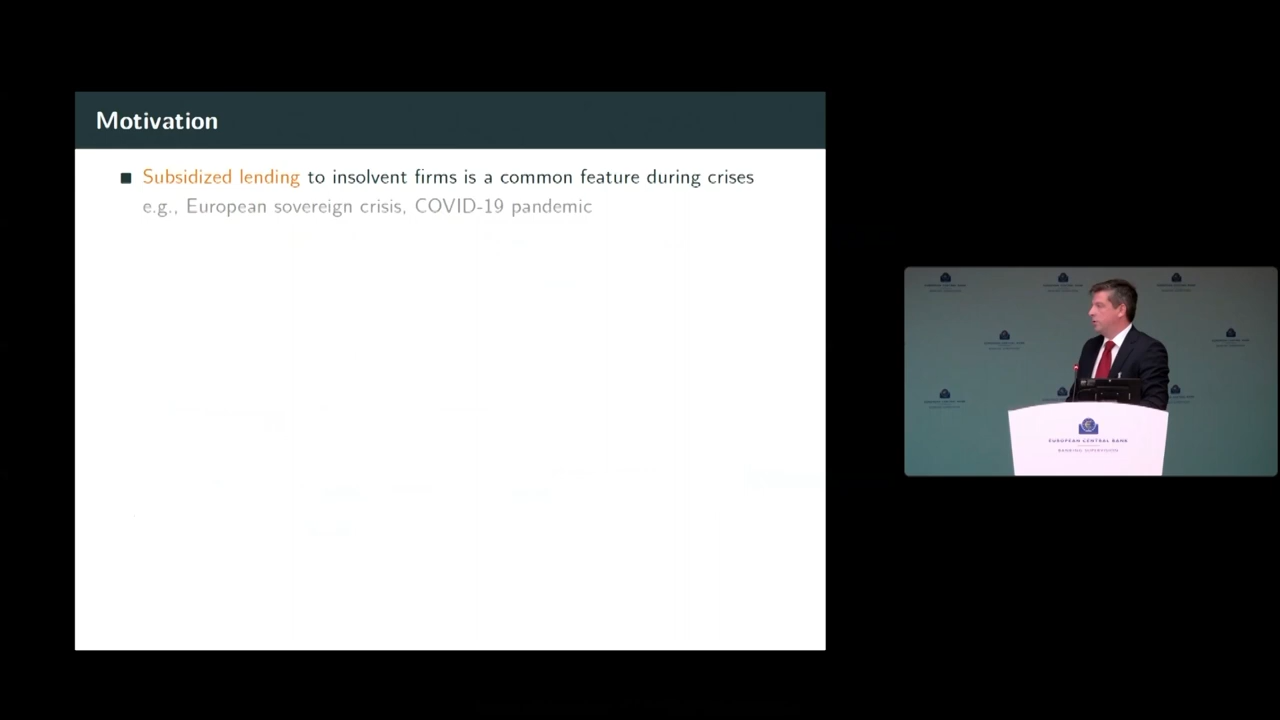 Motivation
Subsidized lending to insolvent firms is a common feature during crises
e.g., European sovereign crisis, COVID-19 pandemic
EUROPEAN CENTRAL BANK
BANKING SUPERVISION